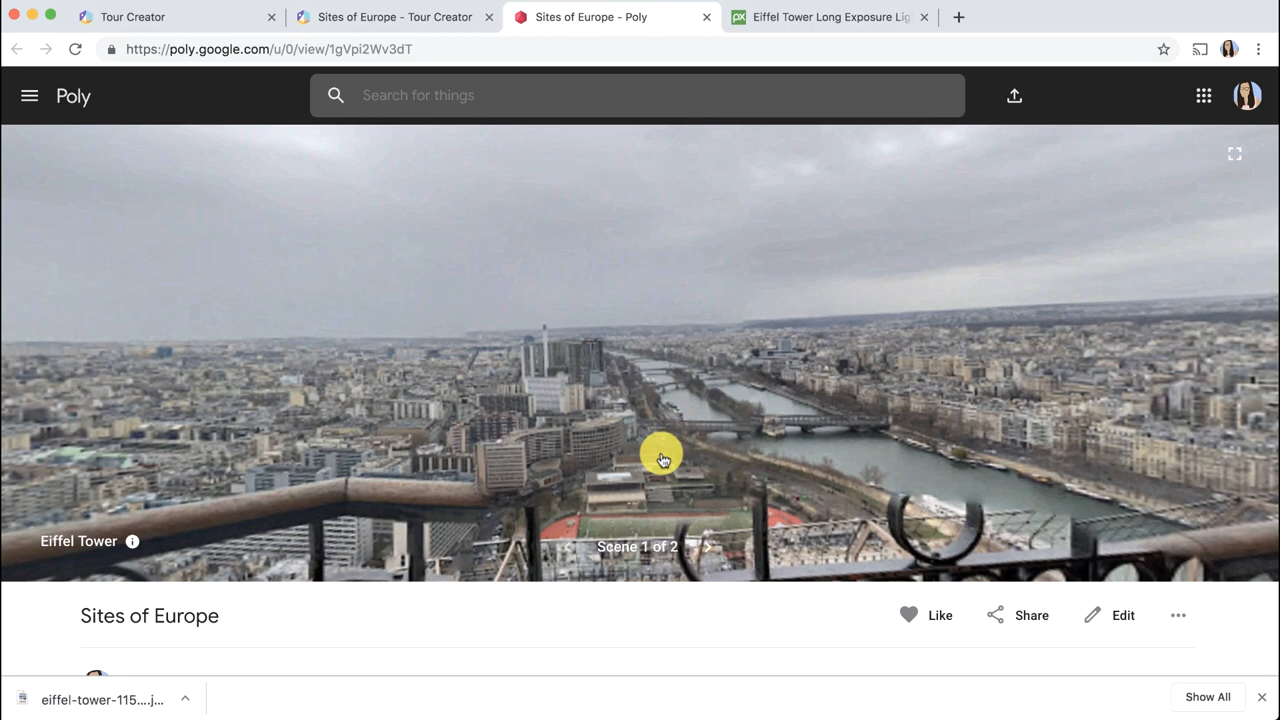 Tour Creator
Sites of Europe - Tour Creator
Sites of Europe - Poly
PX
Eiffel Tower Long Exposure Lig
https://poly.google.com/u/0/view/1gVpi2Wv3dT
Poly
Search for things
Eiffel Tower
Scene 1 of 2
Sites of Europe
Like
Share
Edit
eiffel-tower-115....j...
Show All